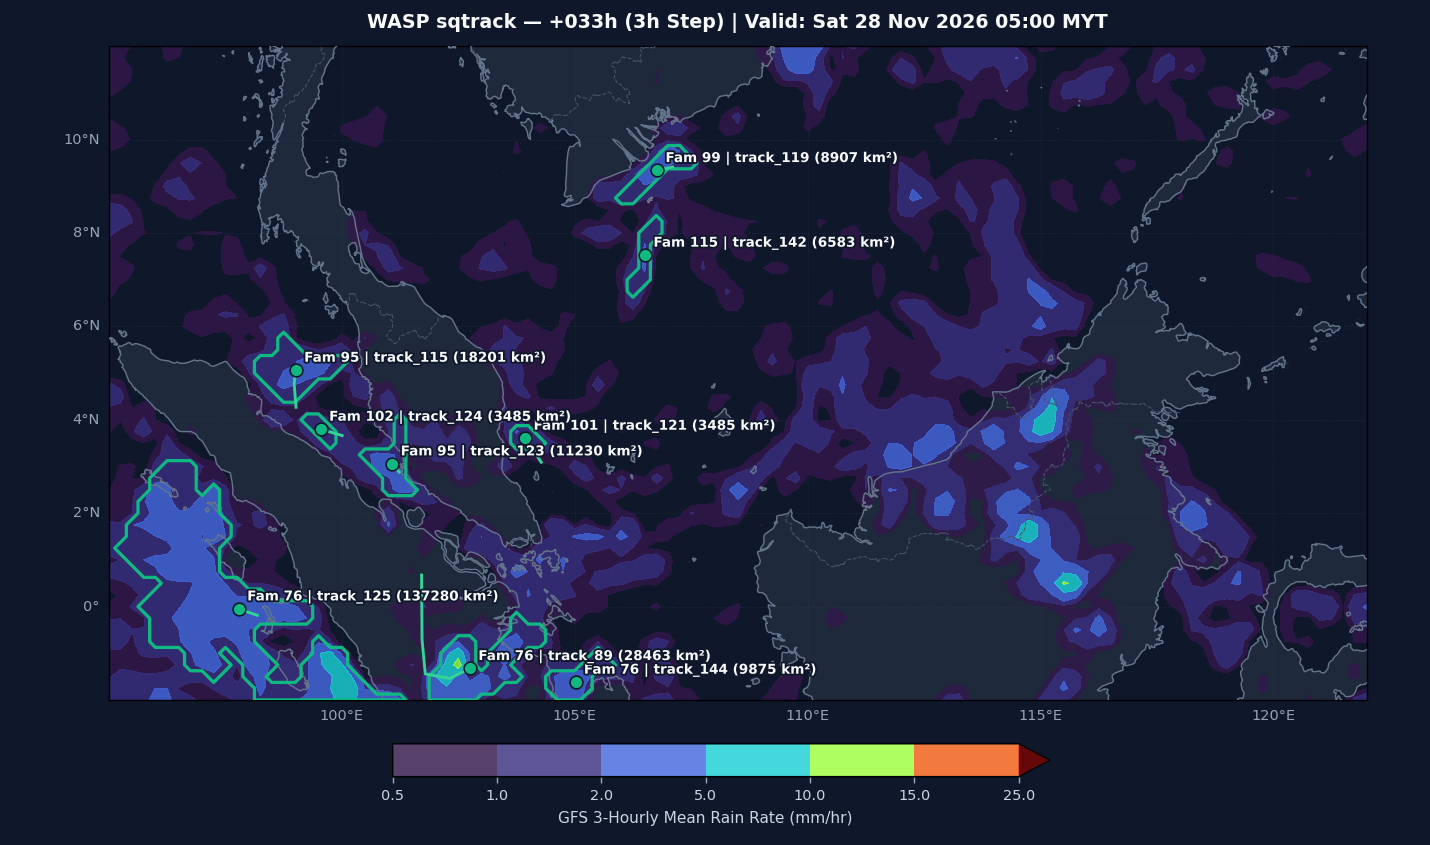 WASP sqtrack — +033h (3h Step) | Valid: Sat 28 Nov 2026 05:00 MYT
10°N
8°N
6°N
4°N
2°N
0°
Fam 99 | track_119 (8907 km²)
Fam 115 | track_142 (6583 km²)
Fam 95 | track_115 (18201 km²)
Fam 102 | track_124 (3485 km²)
Fam 101 | track_121 (3485 km²)
Fam 95 | track_123 (11230 km²)
Fam 76 | track_125 (137280 km²)
Fam 76 | track_89 (28463 km²)
Fam 76 | track_144 (9875 km²)
100°E 105°E 110°E 115°E 120°E
0.5 1.0 2.0 5.0 10.0 15.0 25.0
GFS 3-Hourly Mean Rain Rate (mm/hr)